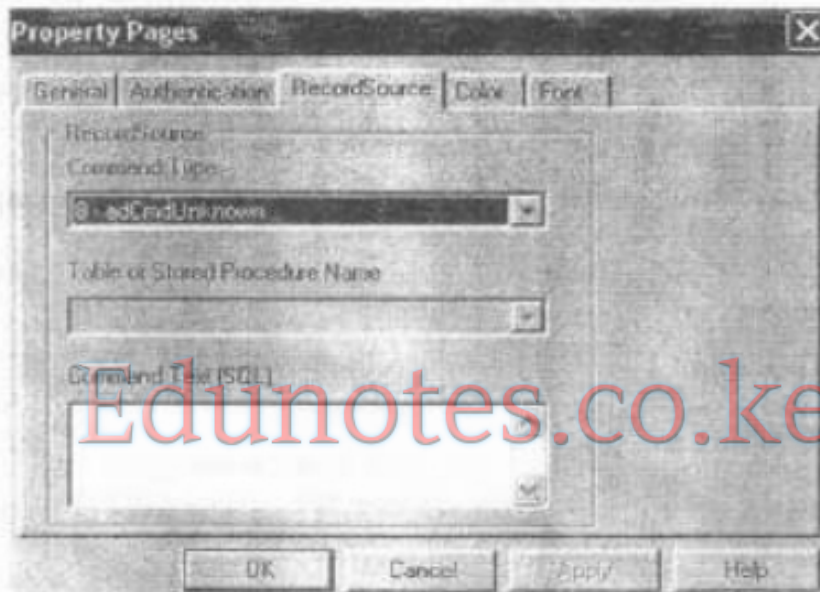 Property Pages
General Authentication RecordSource Color Font
RecordSource
Command Type
8 - adCmdUnknown
Table or Stored Procedure Name
Command Text (SQL)
Edunotes.co.ke
OK Cancel Apply Help